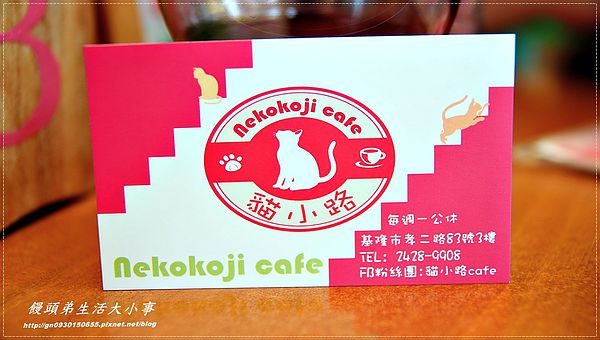 Nekokoji cafe
貓小路
每週一公休
基隆市孝二路83號3樓
TEL: 2428-9908
FB粉絲團:貓小路cafe
Nekokoji cafe
饅頭弟生活大小事
http://gn0930150655.pixnet.net/blog